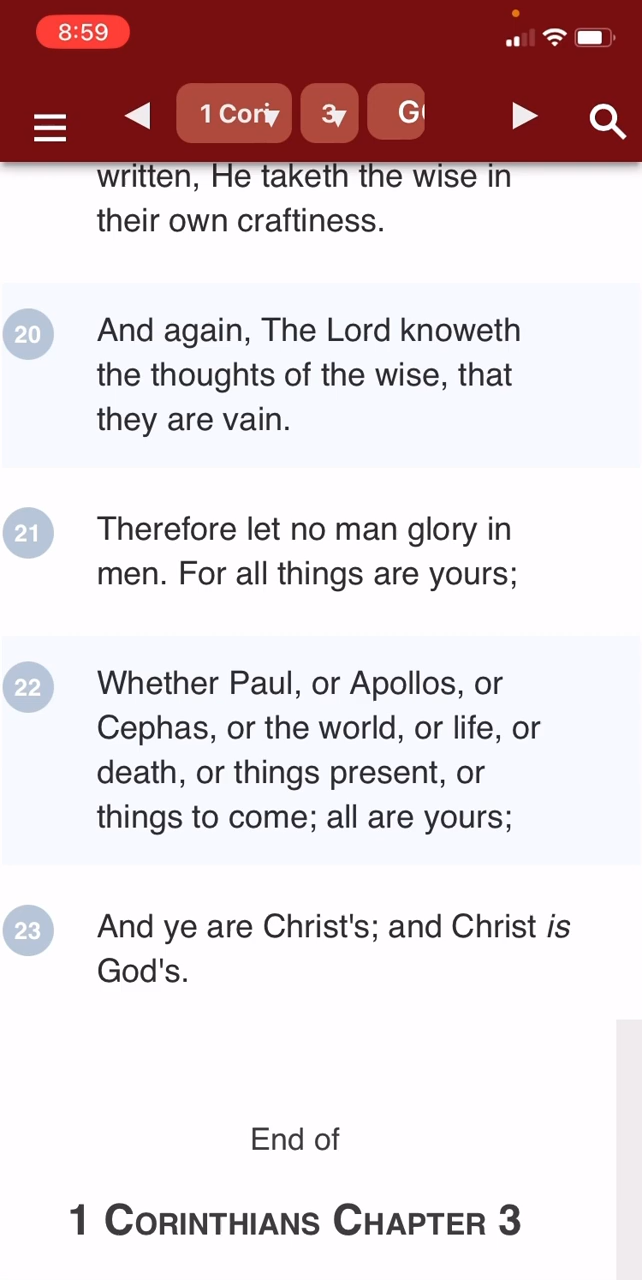 8:59
1 Cori
3
written, He taketh the wise in
their own craftiness.
20
And again, The Lord knoweth
the thoughts of the wise, that
they are vain.
21
Therefore let no man glory in
men. For all things are yours;
22
Whether Paul, or Apollos, or
Cephas, or the world, or life, or
death, or things present, or
things to come; all are yours;
23
And ye are Christ's; and Christ is
God's.
End of
1 Corinthians Chapter 3